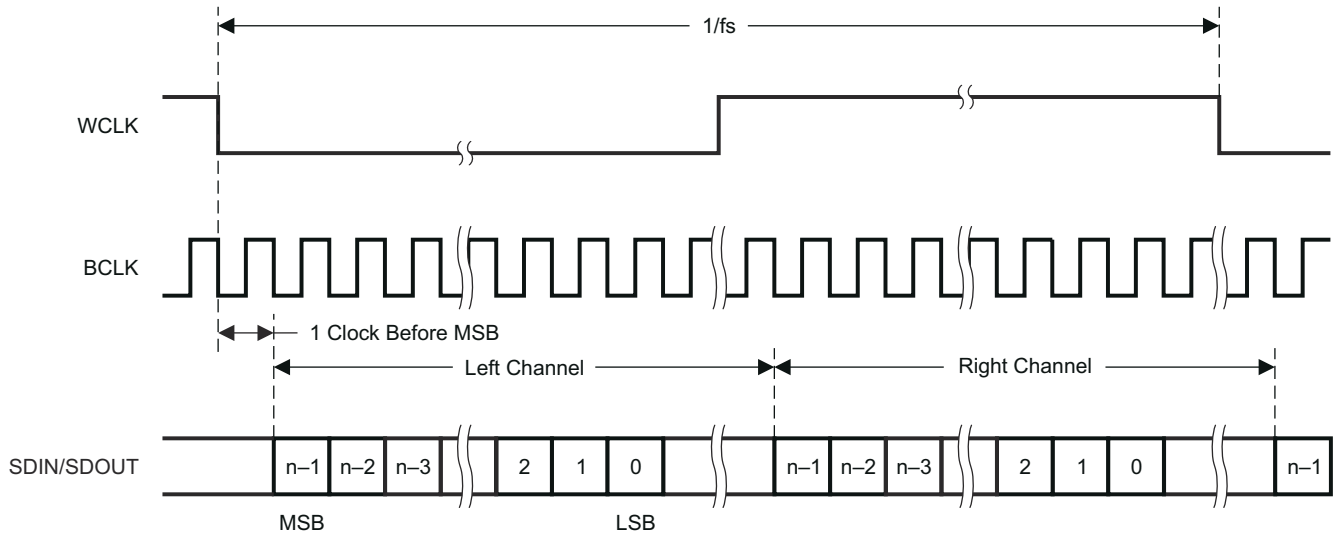 1/fs
WCLK
BCLK
1 Clock Before MSB
Left Channel
Right Channel
SDIN/SDOUT
n–1 n–2 n–3 2 1 0 n–1 n–2 n–3 2 1 0 n–1
MSB LSB